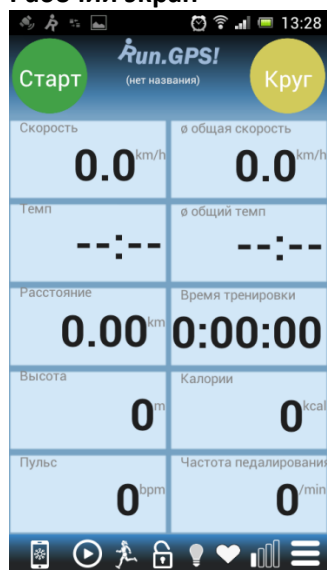 Рабочий экран
13:28
Run.GPS!
Старт
(нет названия)
Круг
Скорость
0.0 km/h
ø общая скорость
0.0 km/h
Темп
--:--
ø общий темп
--:--
Расстояние
0.00 km
Время тренировки
0:00:00
Высота
0 m
Калории
0 kcal
Пульс
0 bpm
Частота педалирования
0 /min